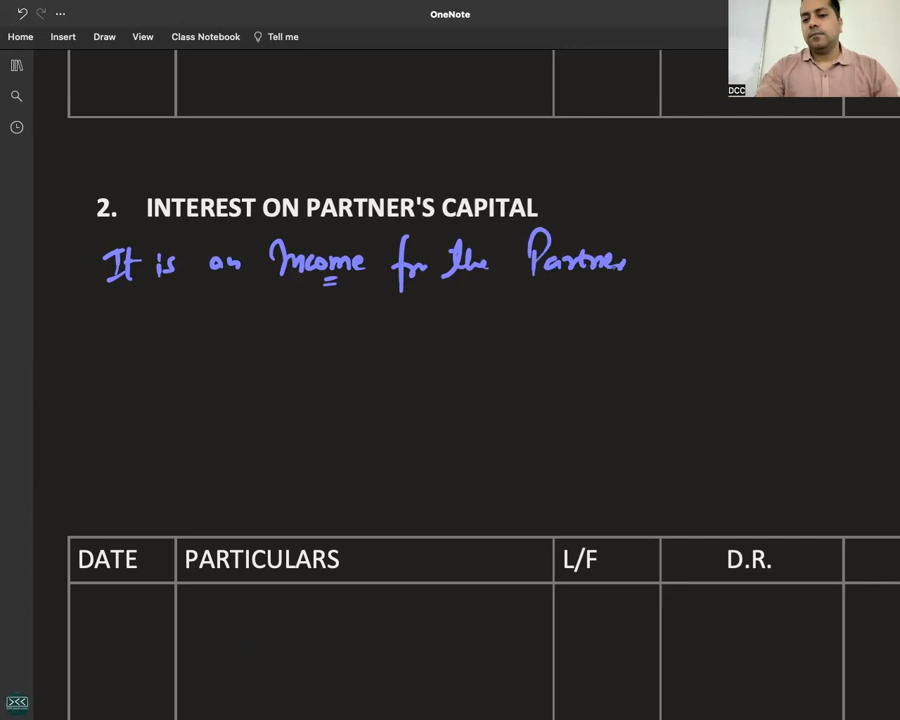 OneNote
Home Insert Draw View Class Notebook Tell me
DCC
2. INTEREST ON PARTNER'S CAPITAL
It is an Income for the Partner
DATE PARTICULARS L/F D.R.